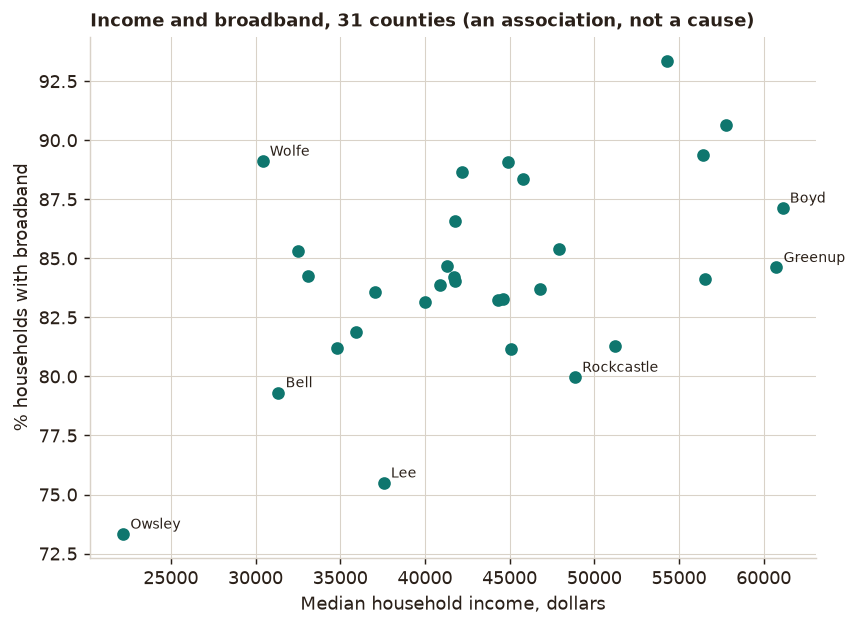 Income and broadband, 31 counties (an association, not a cause)
92.5
90.0
87.5
85.0
82.5
80.0
77.5
75.0
72.5
% households with broadband
Wolfe
Boyd
Greenup
Rockcastle
Bell
Lee
Owsley
25000
30000
35000
40000
45000
50000
55000
60000
Median household income, dollars